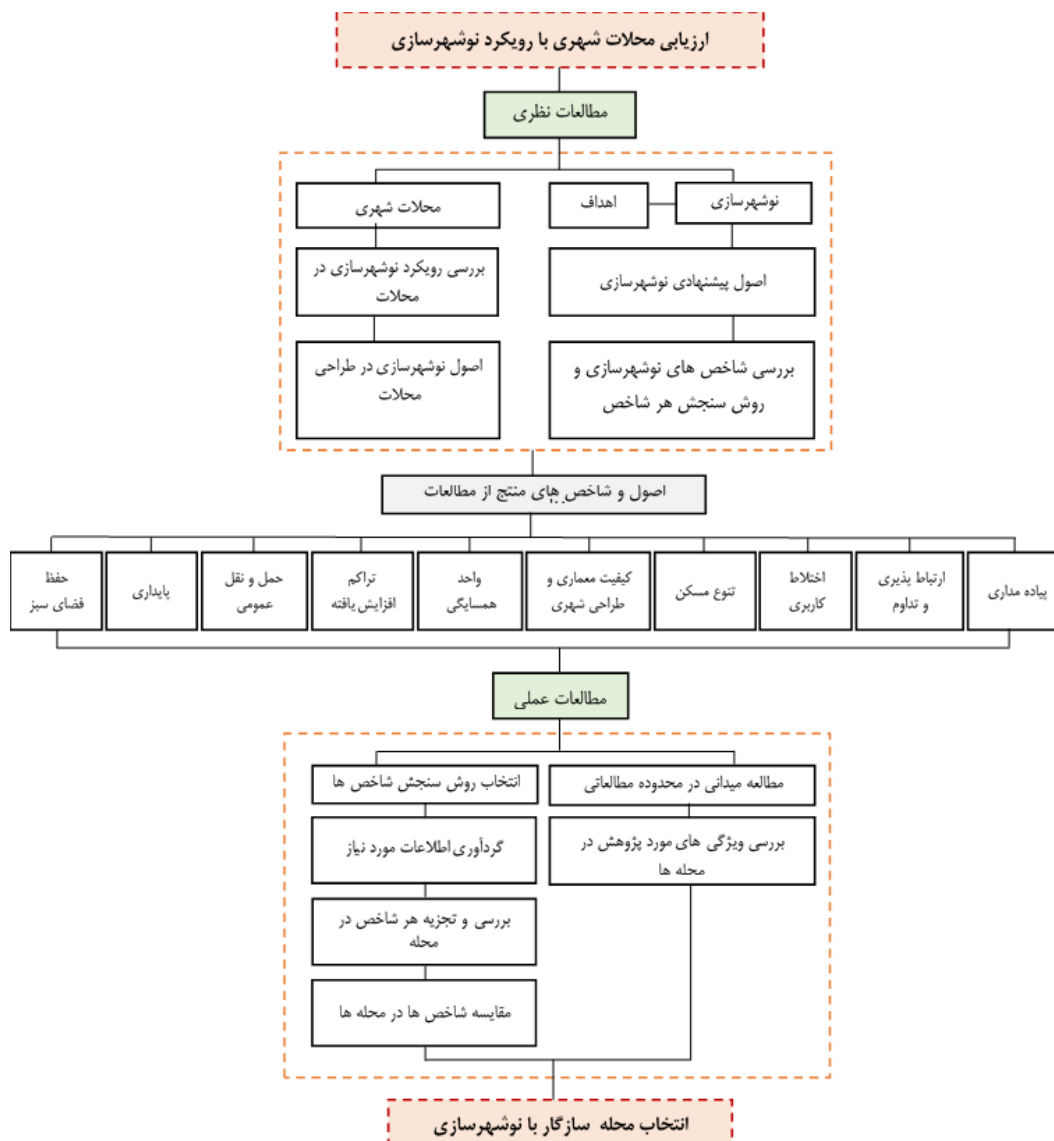 ارزیابی محلات شهری با رویکرد نوشهرسازی
مطالعات نظری
نوشهرسازی
اهداف
محلات شهری
اصول پیشنهادی نوشهرسازی
بررسی رویکرد نوشهرسازی در
محلات
بررسی شاخص های نوشهرسازی و
روش سنجش هر شاخص
اصول نوشهرسازی در طراحی
محلات
اصول و شاخص های منتج از مطالعات
پیاده مداری
ارتباط پذیری
و تداوم
اختلاط
کاربری
تنوع مسکن
کیفیت معماری و
طراحی شهری
واحد
همسایگی
تراکم
افزایش یافته
حمل و نقل
عمومی
پایداری
حفظ
فضای سبز
مطالعات عملی
مطالعه میدانی در محدوده مطالعاتی
انتخاب روش سنجش شاخص ها
بررسی ویژگی های مورد پژوهش در
محله ها
گردآوری اطلاعات مورد نیاز
بررسی و تجزیه هر شاخص در
محله
مقایسه شاخص ها در محله ها
انتخاب محله سازگار با نوشهرسازی